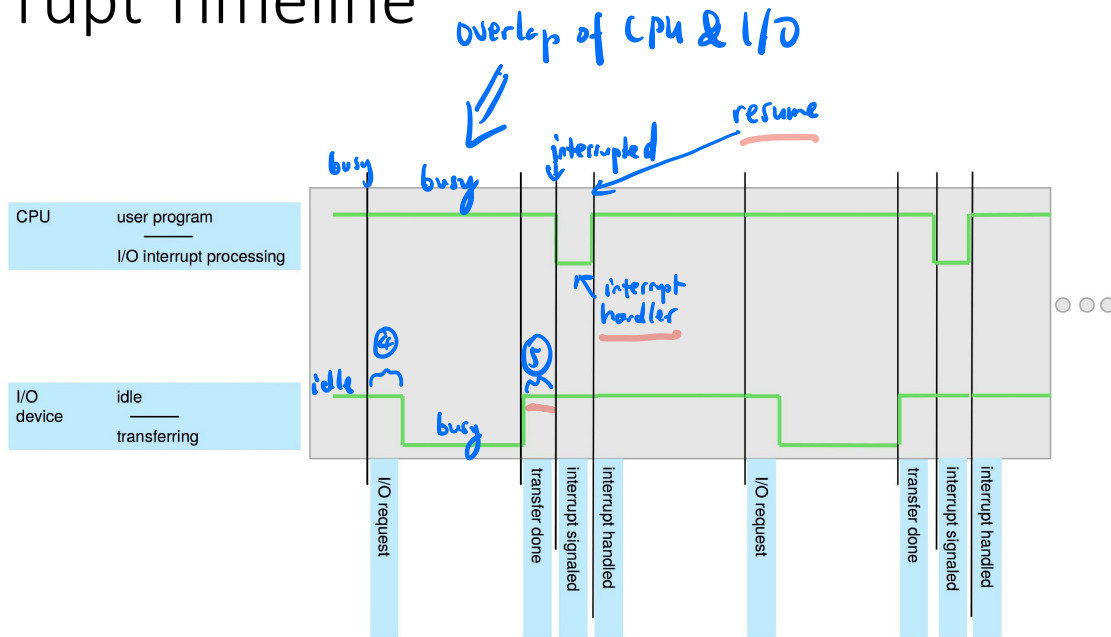 rupt Timeline
overlap of CPU & I/O
resume
interrupted
busy
busy
CPU
user program
I/O interrupt processing
interrupt
handler
④
⑤
idle
I/O
device
idle
transferring
busy
I/O request
transfer done
interrupt signaled
interrupt handled
I/O request
transfer done
interrupt signaled
interrupt handled